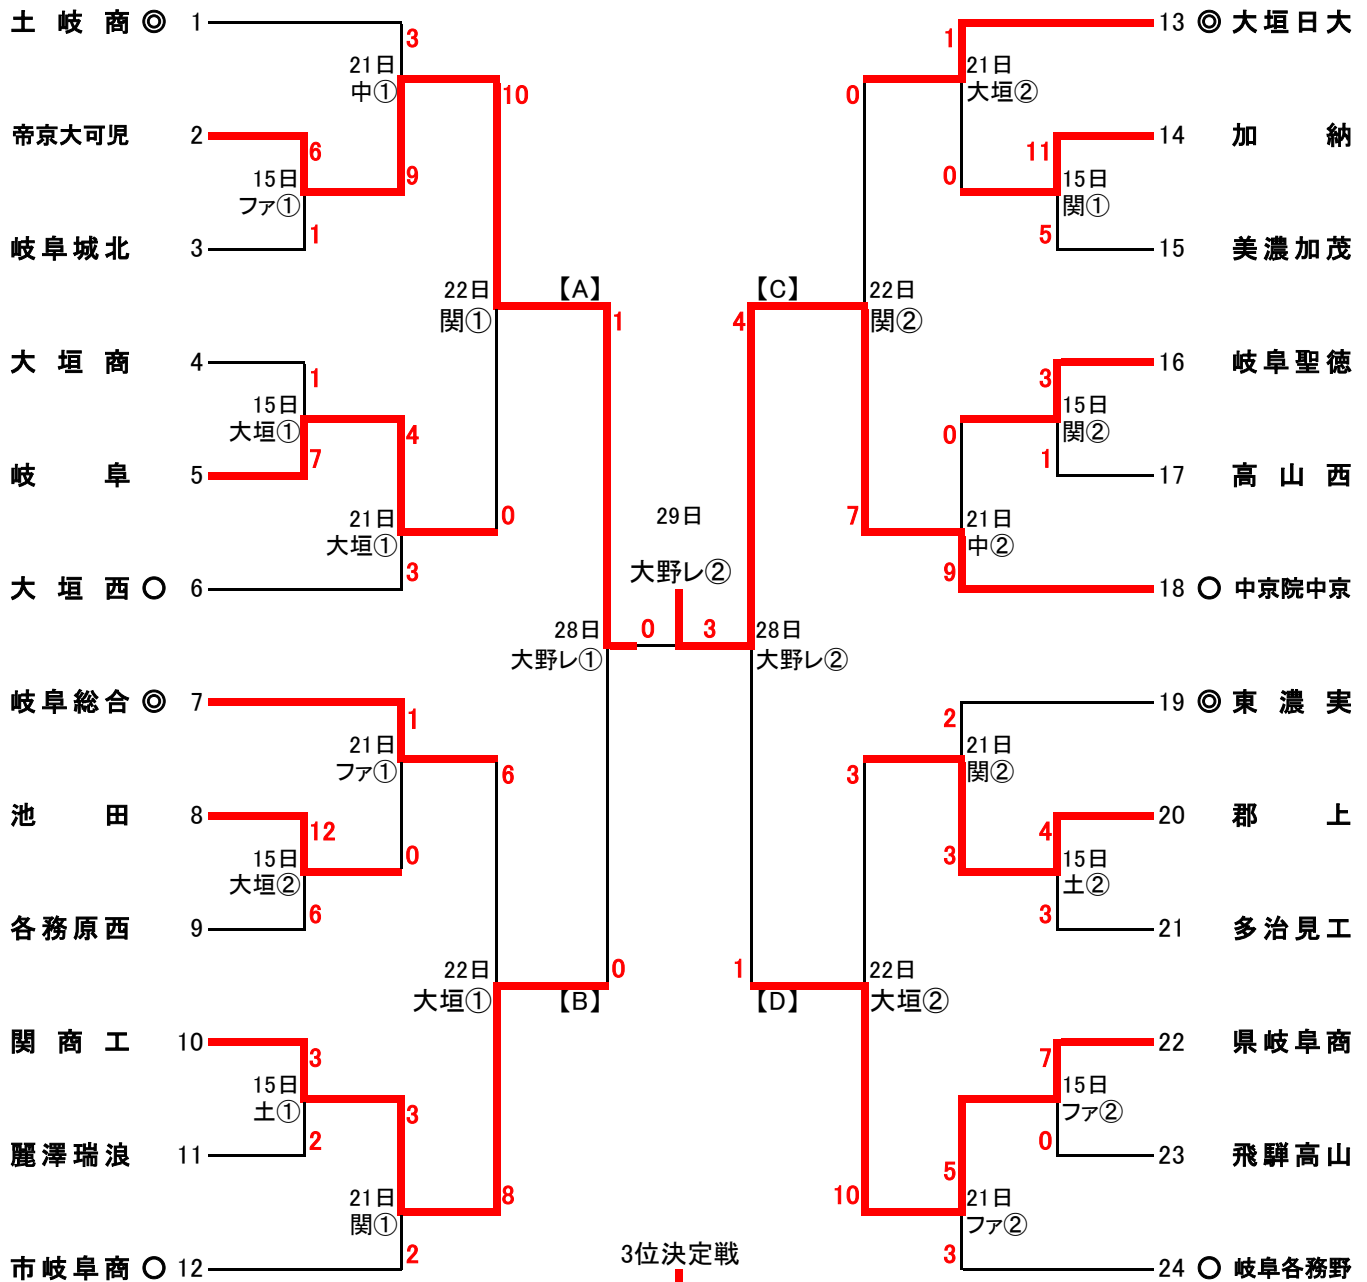 土岐商 ◎ 1
3
21日
中①
10
帝京大可児 2
6
15日
ファ①
9
岐阜城北 3
1
22日
関①
【A】
1
大垣商 4
1
15日
大垣①
4
岐阜 5
7
21日
大垣①
0
大垣西 ○ 6
3
28日
大野レ①
岐阜総合 ◎ 7
1
21日
ファ①
6
池田 8
12
15日
大垣②
0
各務原西 9
6
22日
大垣①
【B】
0
関商工 10
3
15日
土①
3
麗澤瑞浪 11
2
21日
関①
8
市岐阜商 ○ 12
2
29日
大野レ②
0 3
3位決定戦
13 ◎ 大垣日大
1
21日
大垣②
0
14 加納
11
15日
関①
0
15 美濃加茂
5
【C】
4
22日
関②
16 岐阜聖徳
3
15日
関②
0
17 高山西
1
21日
中②
7
18 ○ 中京院中京
9
28日
大野レ②
19 ◎ 東濃実
2
21日
関②
3
20 郡上
4
15日
土②
3
21 多治見工
3
1
【D】
22日
大垣②
22 県岐阜商
7
15日
ファ②
5
23 飛騨高山
0
21日
ファ②
10
24 ○ 岐阜各務野
3